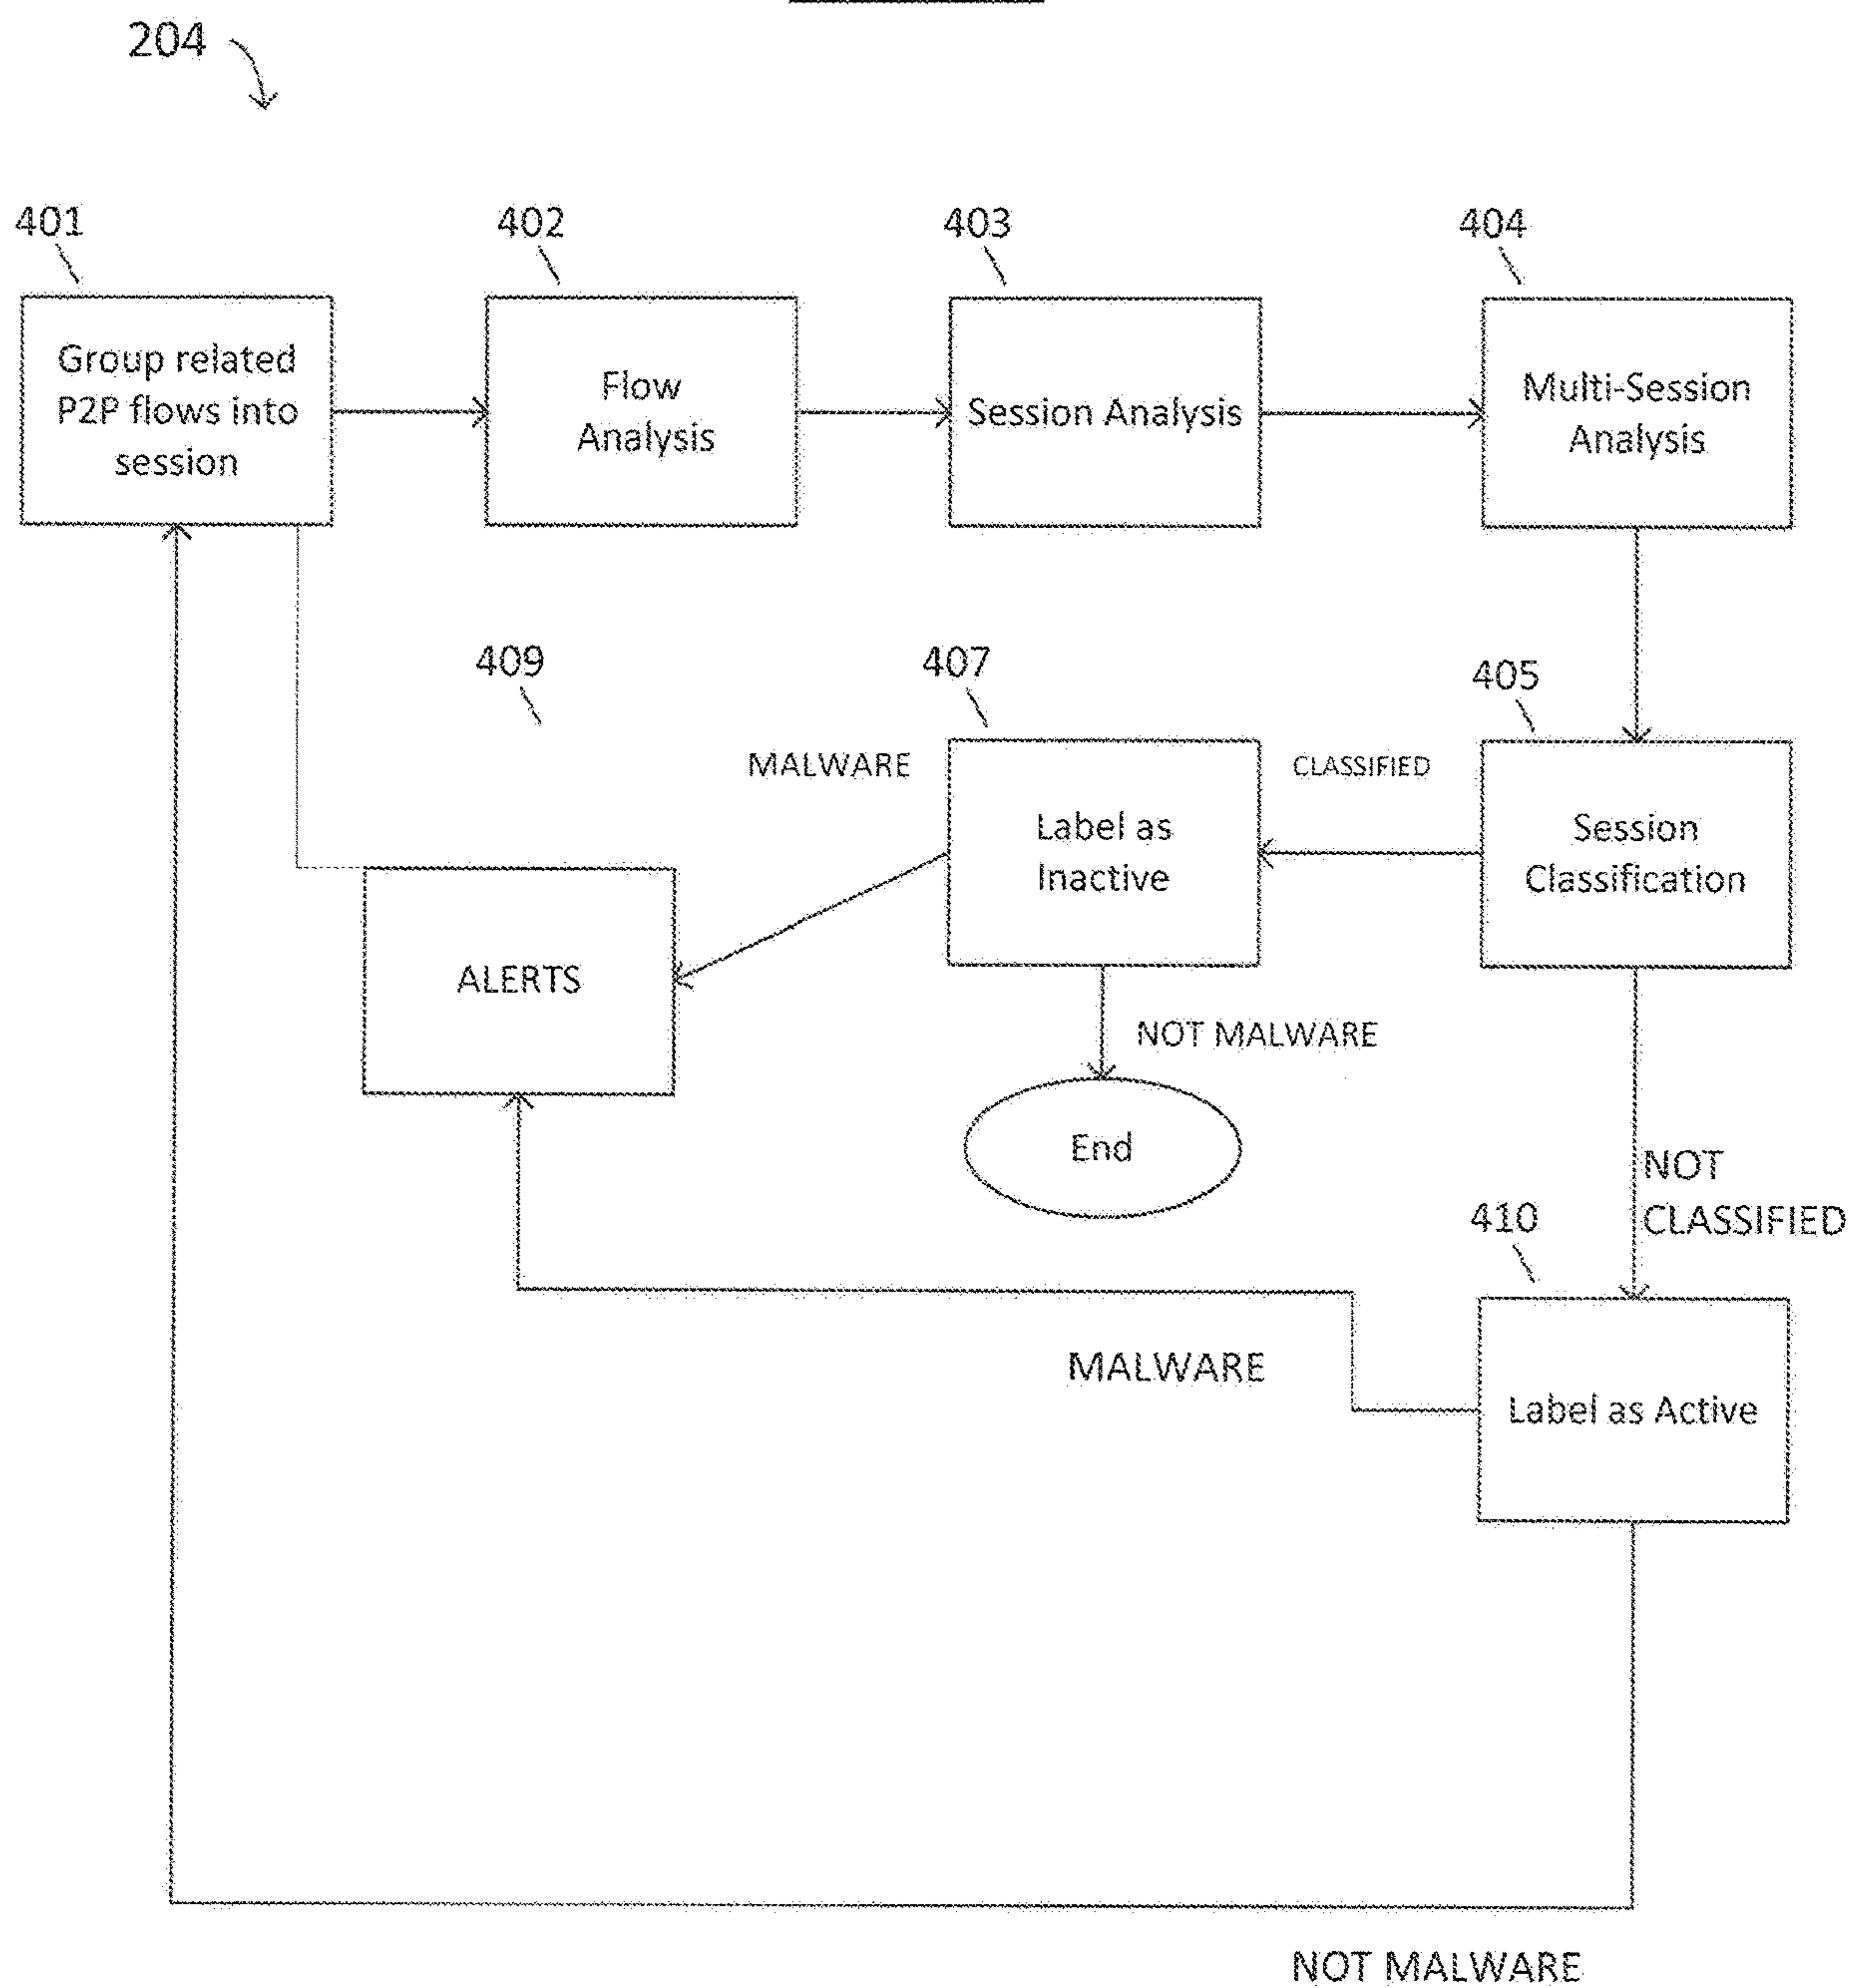 204
401
402
403
404
Group related
P2P flows into
session
Flow
Analysis
Session Analysis
Multi-Session
Analysis
409
407
405
MALWARE
CLASSIFIED
Label as
Inactive
Session
Classification
ALERTS
NOT MALWARE
End
NOT
CLASSIFIED
410
MALWARE
Label as Active
NOT MALWARE